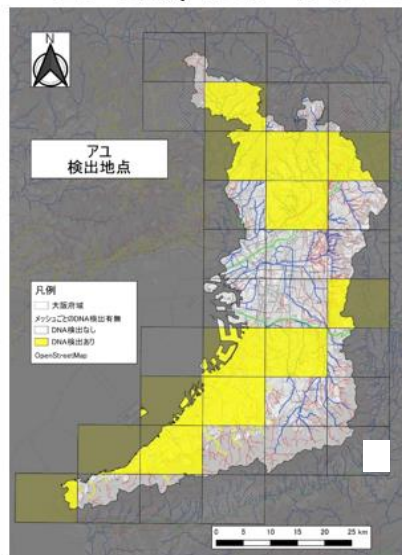 N
アユ
検出地点
凡例
大阪府域
メッシュごとのDNA検出有無
DNA検出なし
DNA検出あり
OpenStreetMap
0 5 10 15 20 25 km